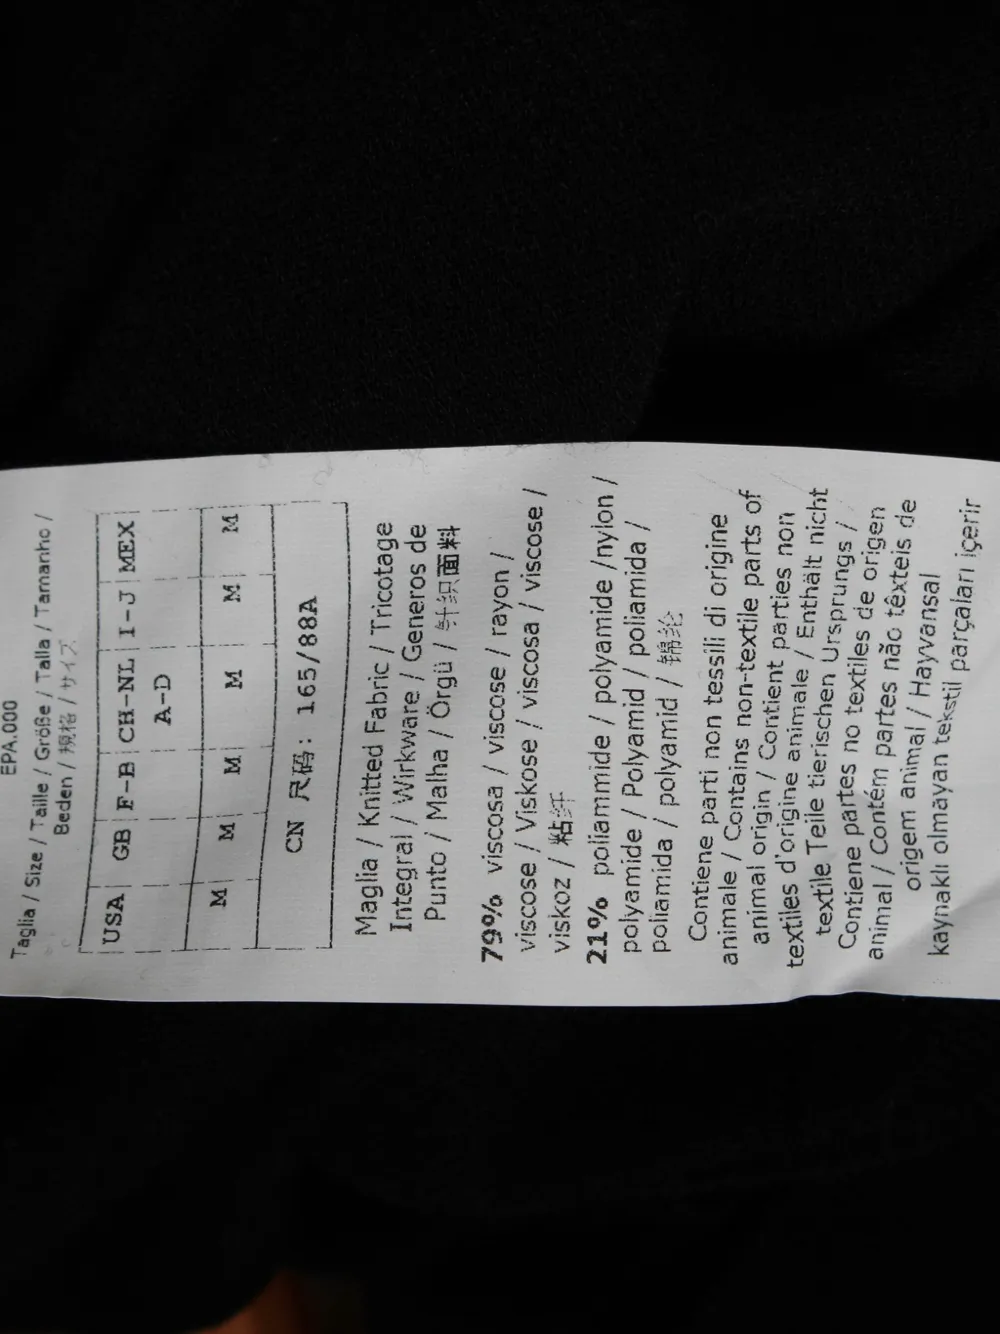 EPA.000
Taglia / Size / Taille / Größe / Talla / Tamanho /
Beden / 規格 / サイズ
USA GB F-B CH-NL I-J MEX
A-D
M M M M M M
CN 尺码: 165/88A
Maglia / Knitted Fabric / Tricotage
Integral / Wirkware / Generos de
Punto / Malha / Örgü / 针织面料
79% viscosa / viscose / rayon /
viscose / Viskose / viscosa / viscose /
viskoz / 粘纤
21% poliammide / polyamide /nylon /
polyamide / Polyamid / poliamida /
poliamida / polyamid / 锦纶
Contiene parti non tessili di origine
animale / Contains non-textile parts of
animal origin / Contient parties non
textiles d'origine animale / Enthält nicht
textile Teile tierischen Ursprungs /
Contiene partes no textiles de origen
animal / Contém partes não têxteis de
origem animal / Hayvansal
kaynaklı olmayan tekstil parçaları içerir